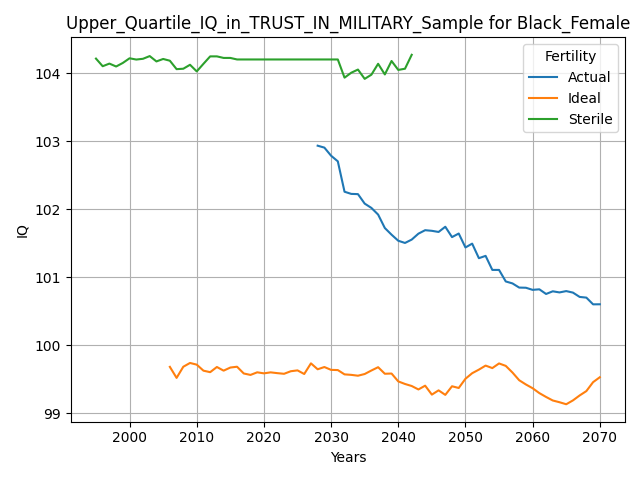 Upper_Quartile_IQ_in_TRUST_IN_MILITARY_Sample for Black_Female
Fertility
Actual
Ideal
Sterile
104
103
102
101
100
99
IQ
2000
2010
2020
2030
2040
2050
2060
2070
Years